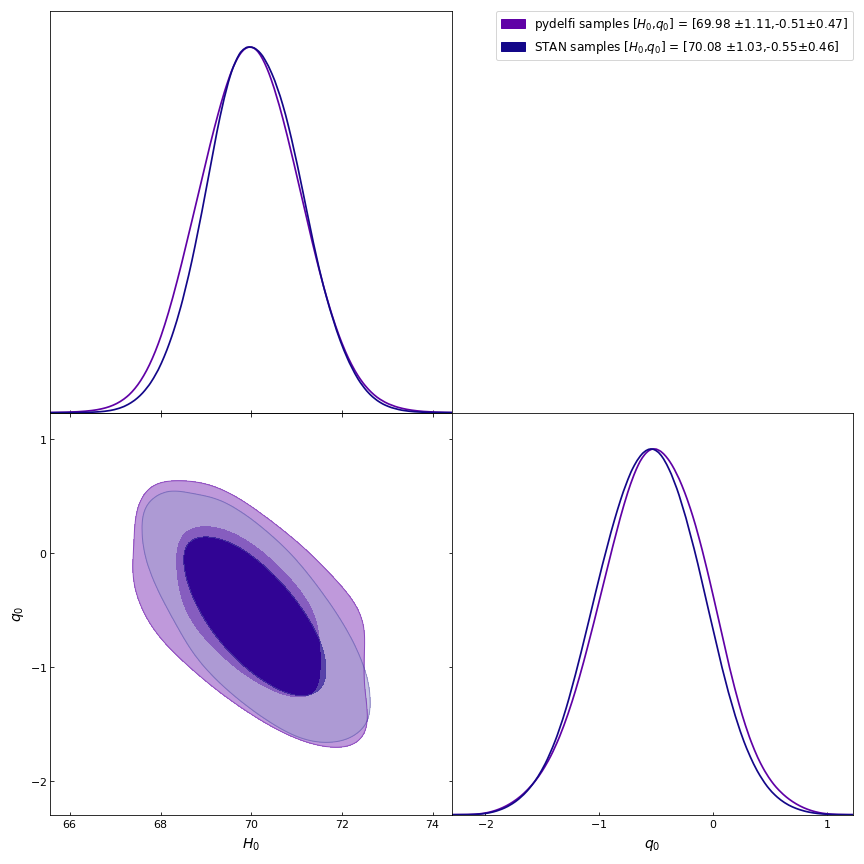 pydelfi samples [H₀,q₀] = [69.98 ±1.11,-0.51±0.47]
STAN samples [H₀,q₀] = [70.08 ±1.03,-0.55±0.46]
1
0
−1
−2
q₀
66 68 70 72 74
H₀
−2 −1 0 1
q₀